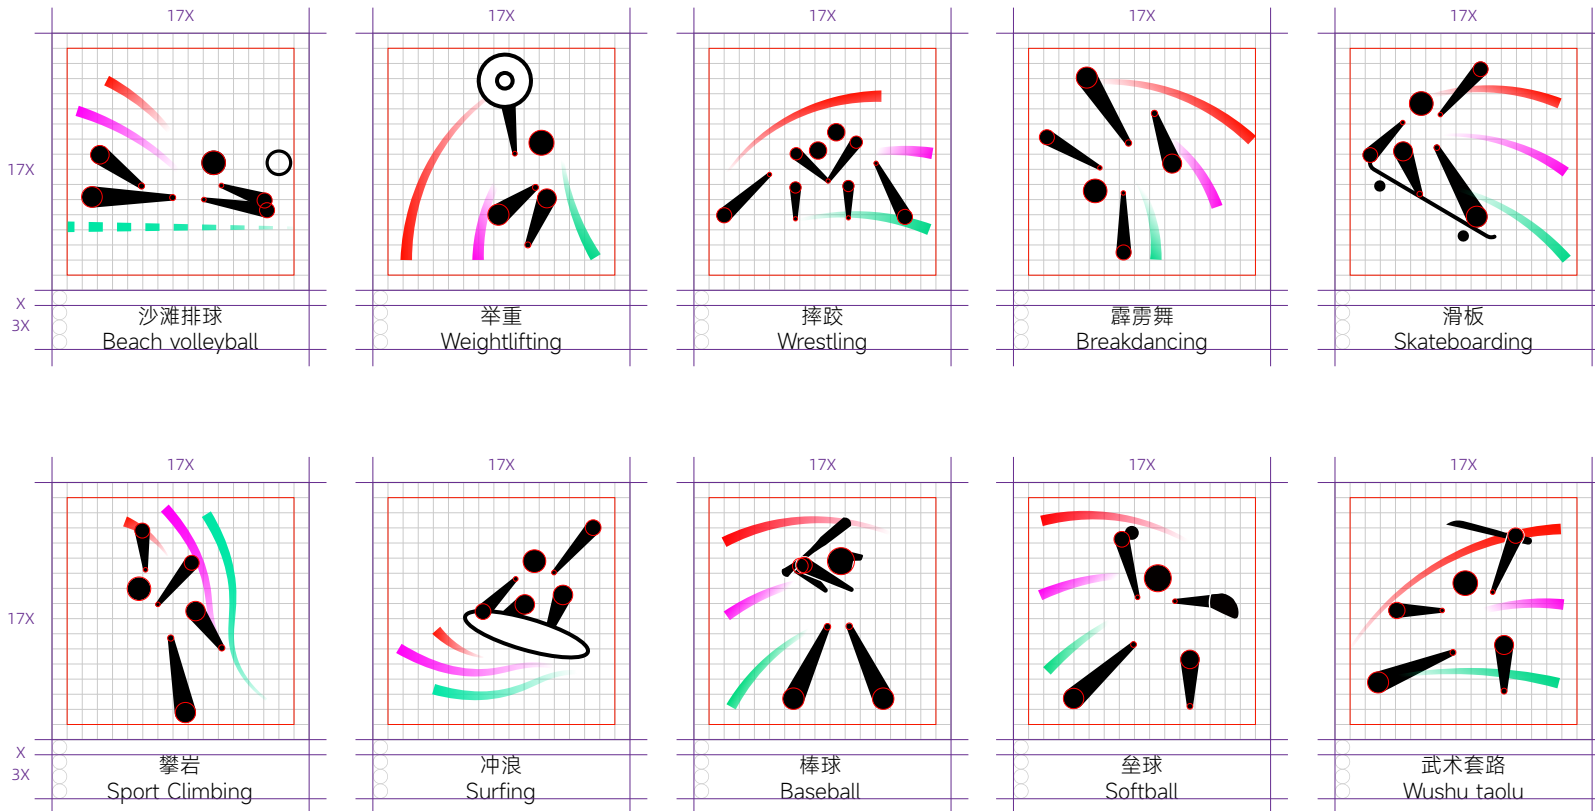 17X 17X 17X 17X 17X
17X
X
3X
沙滩排球 举重 摔跤 霹雳舞 滑板
Beach volleyball Weightlifting Wrestling Breakdancing Skateboarding
17X 17X 17X 17X 17X
17X
X
3X
攀岩 冲浪 棒球 垒球 武术套路
Sport Climbing Surfing Baseball Softball Wushu taolu